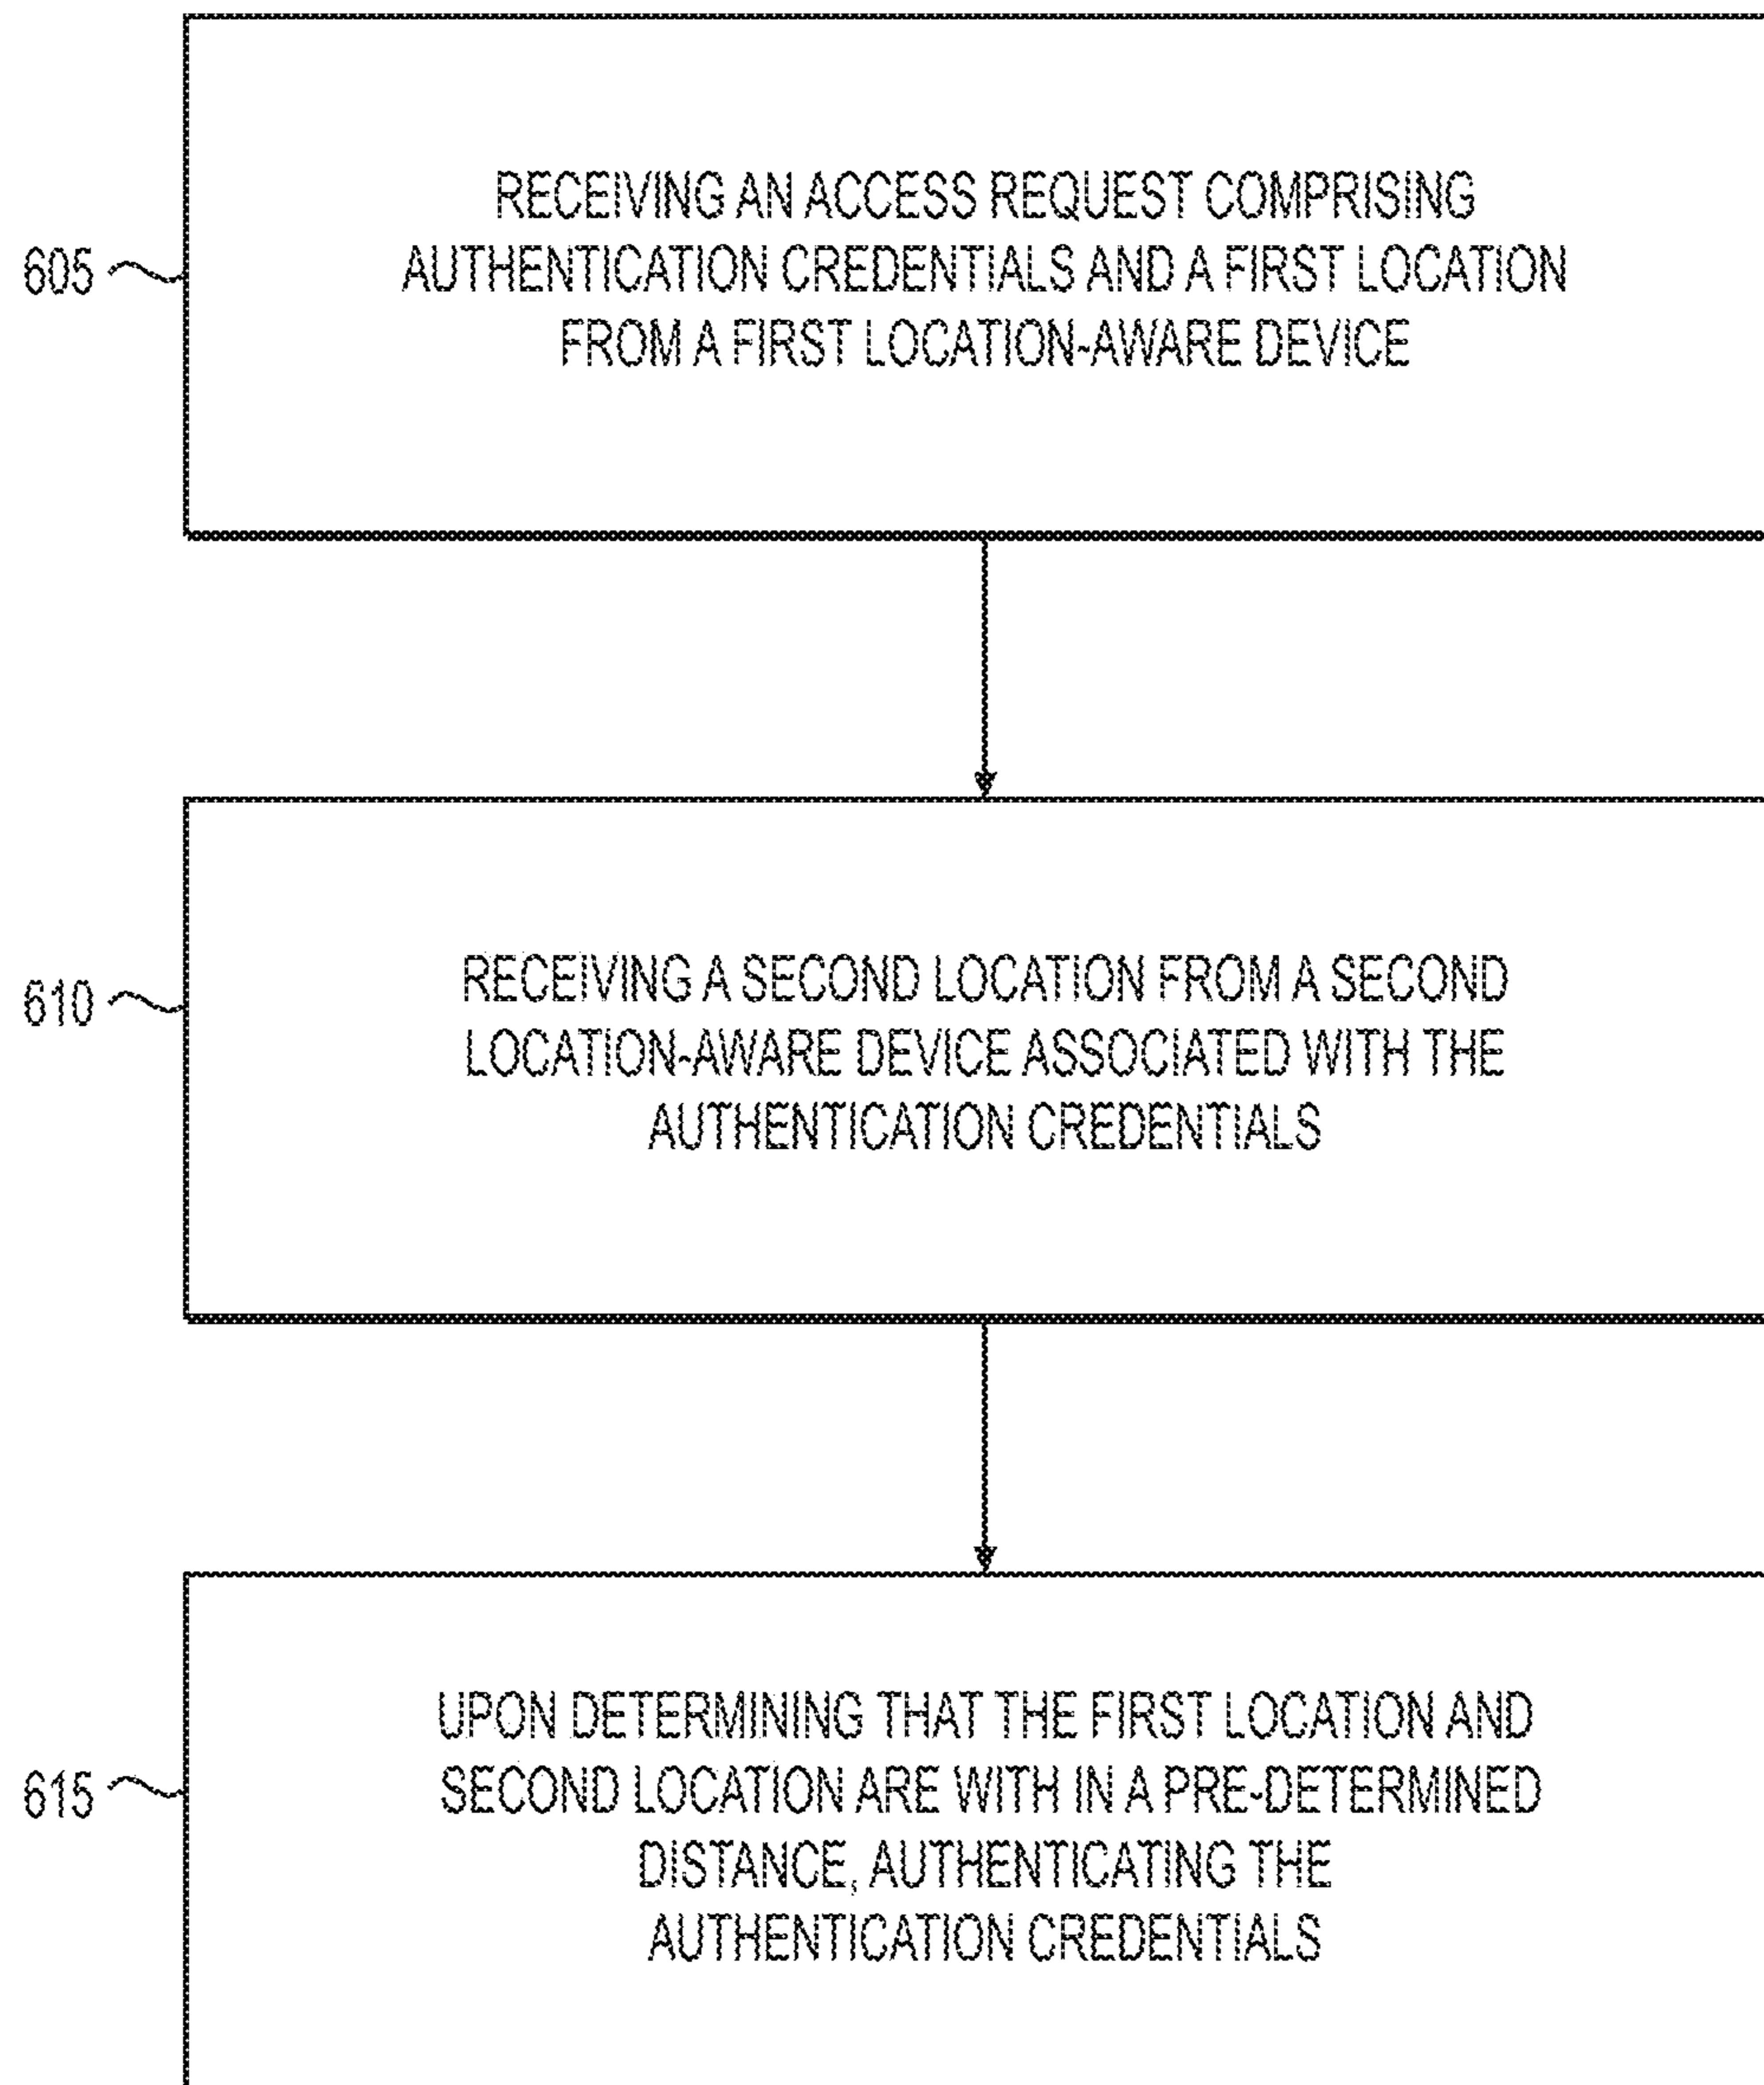 RECEIVING AN ACCESS REQUEST COMPRISING
605 AUTHENTICATION CREDENTIALS AND A FIRST LOCATION
FROM A FIRST LOCATION-AWARE DEVICE
RECEIVING A SECOND LOCATION FROM A SECOND
610
LOCATION-AWARE DEVICE ASSOCIATED WITH THE
AUTHENTICATION CREDENTIALS
UPON DETERMINING THAT THE FIRST LOCATION AND
615 SECOND LOCATION ARE WITH IN A PRE-DETERMINED
DISTANCE, AUTHENTICATING THE
AUTHENTICATION CREDENTIALS